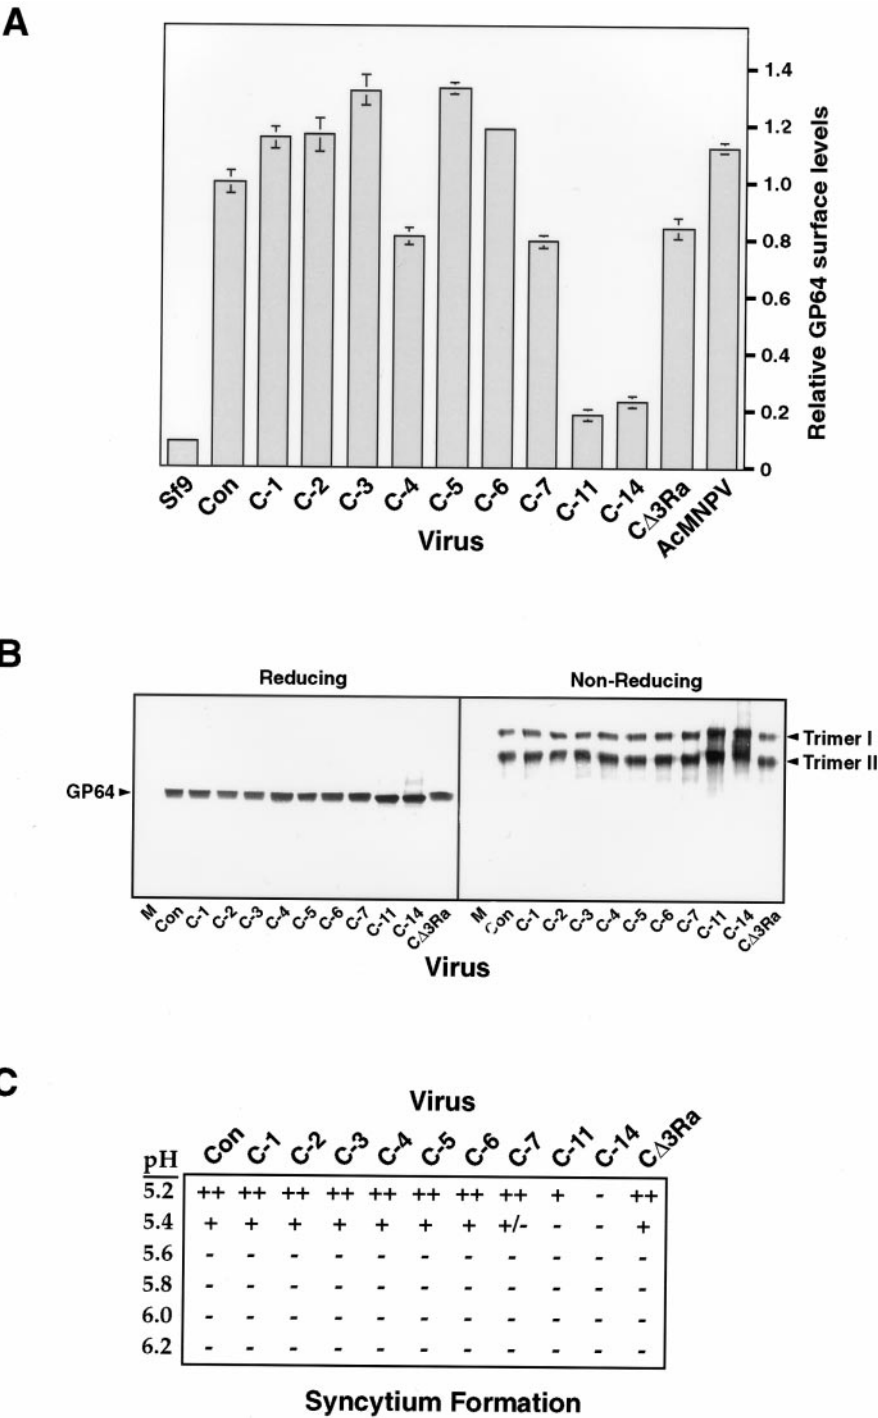 A
1.4
1.2
1.0
0.8
0.6
0.4
0.2
0
Relative GP64 surface levels
Sf9 Con C-1 C-2 C-3 C-4 C-5 C-6 C-7 C-11 C-14 CΔ3Ra AcMNPV
Virus
B
Reducing Non-Reducing
Trimer I
Trimer II
GP64
M Con C-1 C-2 C-3 C-4 C-5 C-6 C-7 C-11 C-14 CΔ3Ra M Con C-1 C-2 C-3 C-4 C-5 C-6 C-7 C-11 C-14 CΔ3Ra
Virus
C
Virus
pH Con C-1 C-2 C-3 C-4 C-5 C-6 C-7 C-11 C-14 CΔ3Ra
5.2 ++ ++ ++ ++ ++ ++ ++ ++ + - ++
5.4 + + + + + + + +/- - - +
5.6 - - - - - - - - - - -
5.8 - - - - - - - - - - -
6.0 - - - - - - - - - - -
6.2 - - - - - - - - - - -
Syncytium Formation